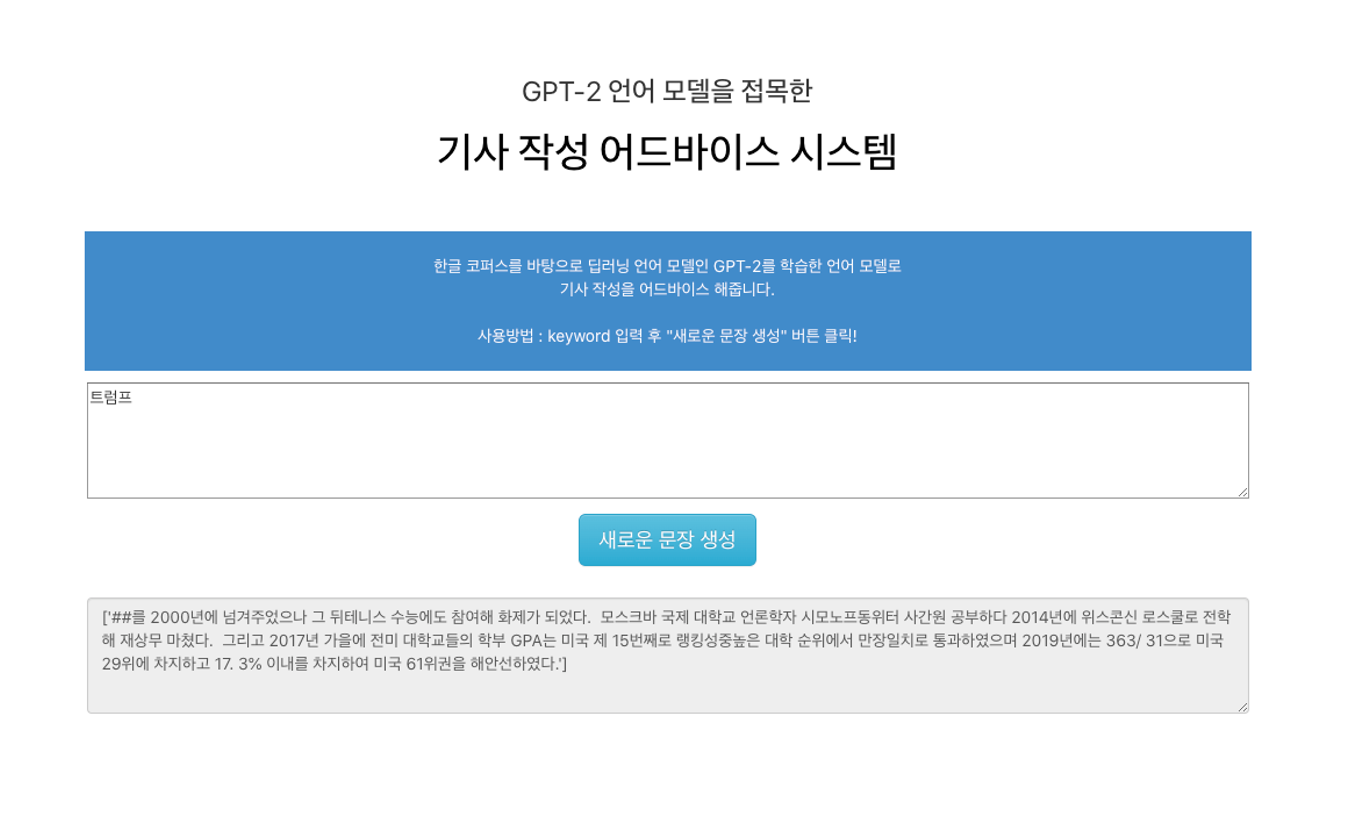 GPT-2 언어 모델을 접목한
기사 작성 어드바이스 시스템
한글 코퍼스를 바탕으로 딥러닝 언어 모델인 GPT-2를 학습한 언어 모델로
기사 작성을 어드바이스 해줍니다.
사용방법 : keyword 입력 후 "새로운 문장 생성" 버튼 클릭!
트럼프
새로운 문장 생성
['##를 2000년에 넘겨주었으나 그 뒤테니스 수능에도 참여해 화제가 되었다.  모스크바 국제 대학교 언론학자 시모노프동위터 사간원 공부하다 2014년에 위스콘신 로스쿨로 전학
해 재상무 마쳤다.  그리고 2017년 가을에 전미 대학교들의 학부 GPA는 미국 제 15번째로 랭킹성중높은 대학 순위에서 만장일치로 통과하였으며 2019년에는 363/ 31으로 미국
29위에 차지하고 17. 3% 이내를 차지하여 미국 61위권을 해안선하였다.']